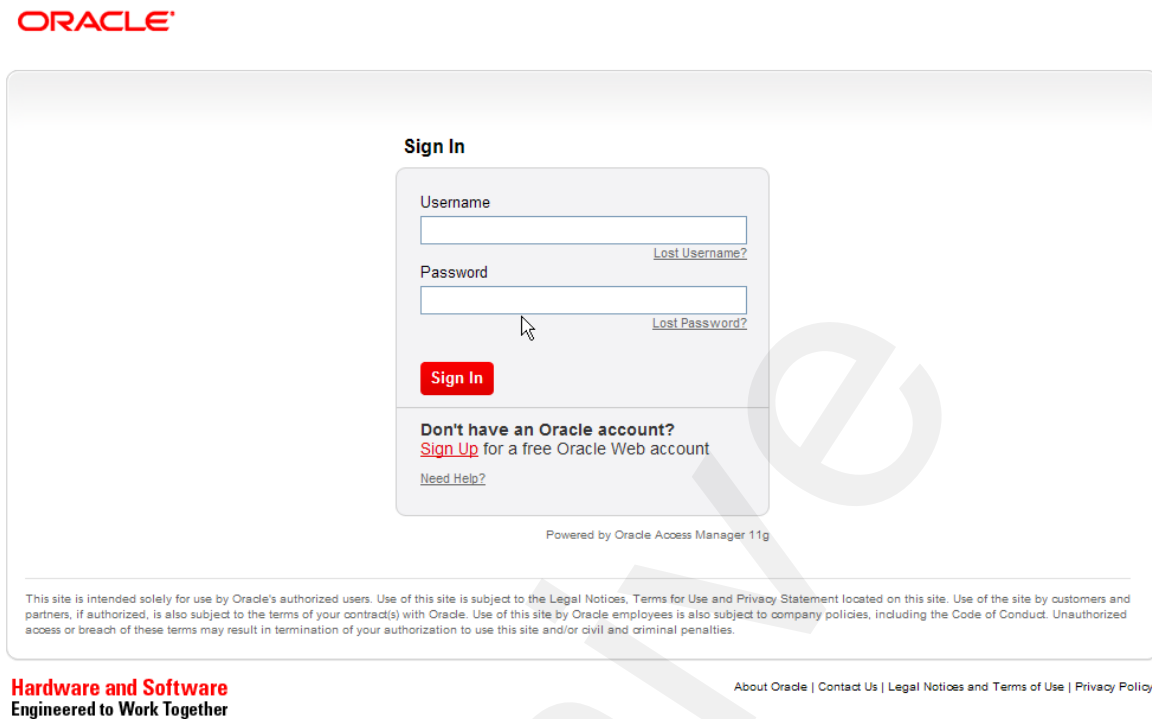 ORACLE
Sign In
Username
Lost Username?
Password
Lost Password?
Sign In
Don't have an Oracle account?
Sign Up for a free Oracle Web account
Need Help?
Powered by Oracle Access Manager 11g
This site is intended solely for use by Oracle's authorized users. Use of this site is subject to the Legal Notices, Terms for Use and Privacy Statement located on this site. Use of the site by customers and
partners, if authorized, is also subject to the terms of your contract(s) with Oracle. Use of this site by Oracle employees is also subject to company policies, including the Code of Conduct. Unauthorized
access or breach of these terms may result in termination of your authorization to use this site and/or civil and criminal penalties.
Hardware and Software
Engineered to Work Together
About Oracle | Contact Us | Legal Notices and Terms of Use | Privacy Policy